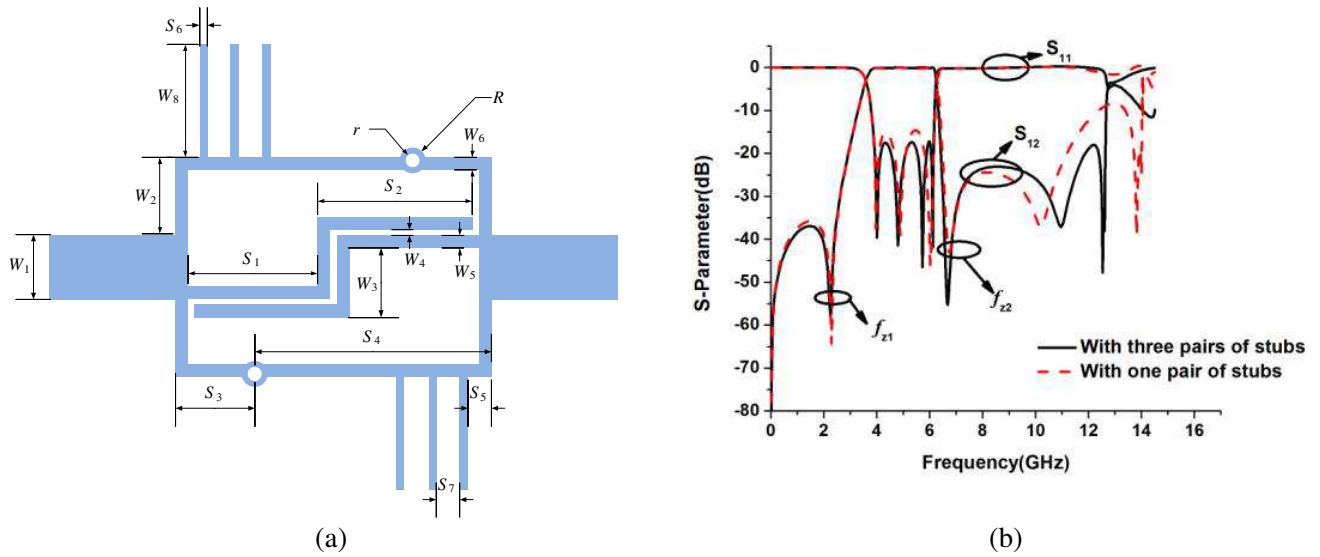 S6
W8
r
R
W6
W2
S2
W1
S1
W4
W5
W3
S4
S3
S5
S7
(a)
S11
0
-10
-20
-30
-40
-50
-60
-70
-80
S-Parameter(dB)
S12
fz2
fz1
With three pairs of stubs
With one pair of stubs
0 2 4 6 8 10 12 14 16
Frequency(GHz)
(b)